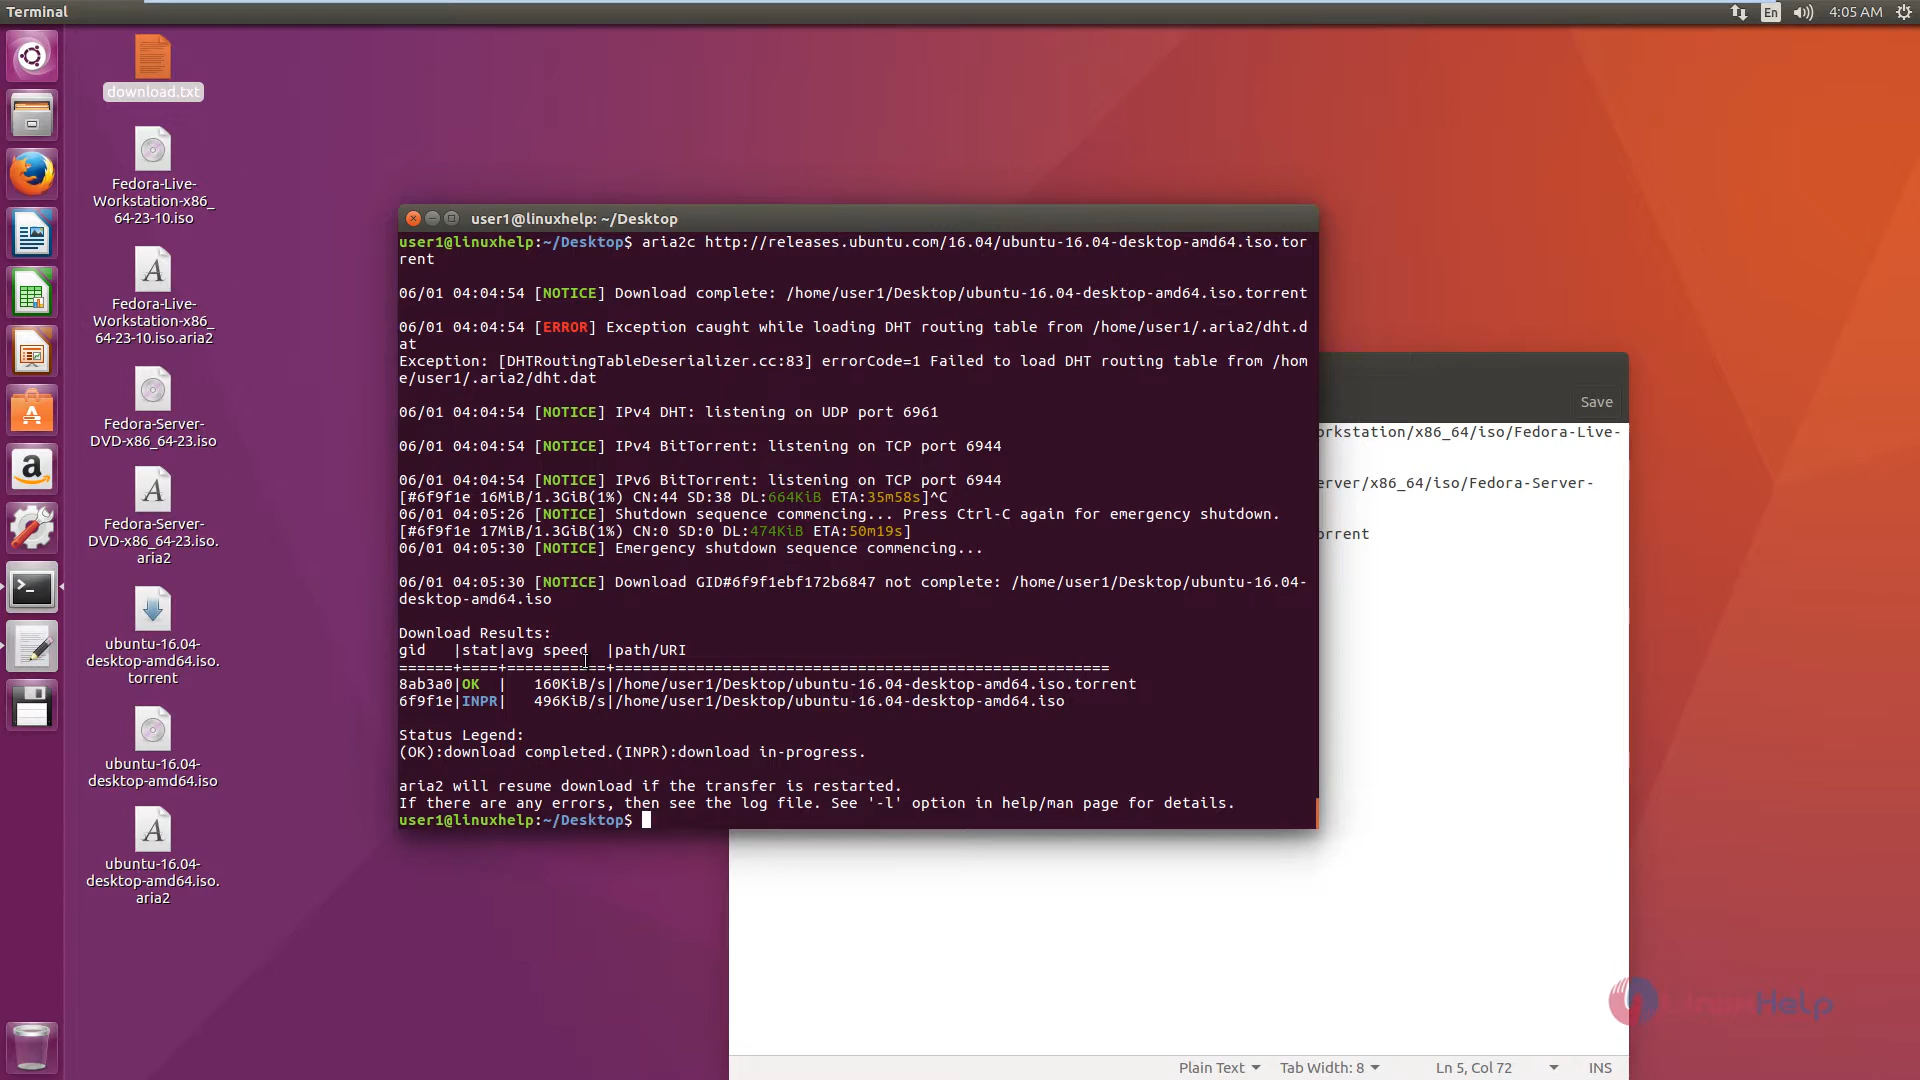 Terminal
En
4:05 AM
download.txt
Fedora-Live-
Workstation-x86_
64-23-10.iso
Fedora-Live-
Workstation-x86_
64-23-10.iso.aria2
Fedora-Server-
DVD-x86_64-23.iso
Fedora-Server-
DVD-x86_64-23.iso.
aria2
ubuntu-16.04-
desktop-amd64.iso.
torrent
ubuntu-16.04-
desktop-amd64.iso
ubuntu-16.04-
desktop-amd64.iso.
aria2
user1@linuxhelp: ~/Desktop
user1@linuxhelp:~/Desktop$ aria2c http://releases.ubuntu.com/16.04/ubuntu-16.04-desktop-amd64.iso.tor
rent
06/01 04:04:54 [NOTICE] Download complete: /home/user1/Desktop/ubuntu-16.04-desktop-amd64.iso.torrent
06/01 04:04:54 [ERROR] Exception caught while loading DHT routing table from /home/user1/.aria2/dht.d
at
Exception: [DHTRoutingTableDeserializer.cc:83] errorCode=1 Failed to load DHT routing table from /hom
e/user1/.aria2/dht.dat
06/01 04:04:54 [NOTICE] IPv4 DHT: listening on UDP port 6961
06/01 04:04:54 [NOTICE] IPv4 BitTorrent: listening on TCP port 6944
06/01 04:04:54 [NOTICE] IPv6 BitTorrent: listening on TCP port 6944
[#6f9f1e 16MiB/1.3GiB(1%) CN:44 SD:38 DL:664KiB ETA:35m58s]^C
06/01 04:05:26 [NOTICE] Shutdown sequence commencing... Press Ctrl-C again for emergency shutdown.
[#6f9f1e 17MiB/1.3GiB(1%) CN:0 SD:0 DL:474KiB ETA:50m19s]
06/01 04:05:30 [NOTICE] Emergency shutdown sequence commencing...
06/01 04:05:30 [NOTICE] Download GID#6f9f1ebf172b6847 not complete: /home/user1/Desktop/ubuntu-16.04-
desktop-amd64.iso
Download Results:
gid   |stat|avg speed  |path/URI
======+====+===========+=======================================================
8ab3a0|OK  |   160KiB/s|/home/user1/Desktop/ubuntu-16.04-desktop-amd64.iso.torrent
6f9f1e|INPR|   496KiB/s|/home/user1/Desktop/ubuntu-16.04-desktop-amd64.iso
Status Legend:
(OK):download completed.(INPR):download in-progress.
aria2 will resume download if the transfer is restarted.
If there are any errors, then see the log file. See '-l' option in help/man page for details.
user1@linuxhelp:~/Desktop$
Save
orkstation/x86_64/iso/Fedora-Live-
erver/x86_64/iso/Fedora-Server-
orrent
LinuxHelp
Plain Text
Tab Width: 8
Ln 5, Col 72
INS